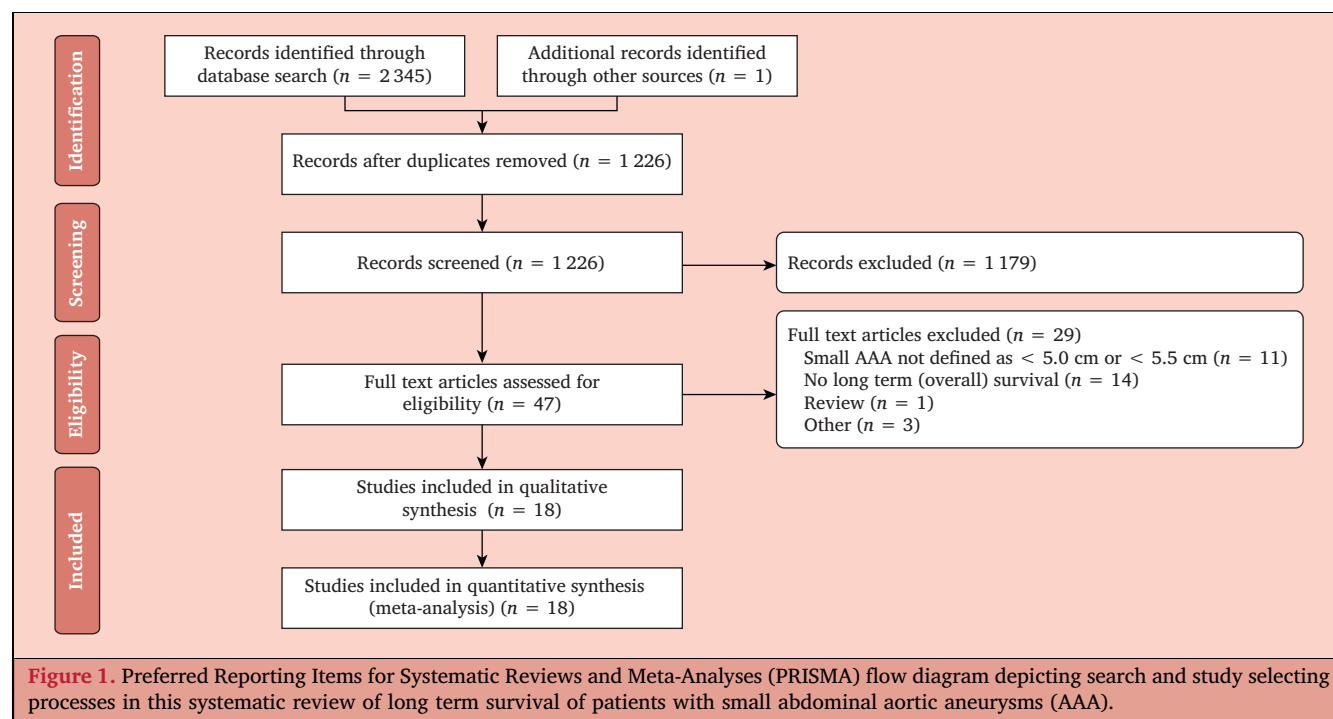 Identification
Records identified through
database search (n = 2 345)
Additional records identified
through other sources (n = 1)
Records after duplicates removed (n = 1 226)
Screening
Records screened (n = 1 226)
Records excluded (n = 1 179)
Eligibility
Full text articles assessed for
eligibility (n = 47)
Full text articles excluded (n = 29)
Small AAA not defined as < 5.0 cm or < 5.5 cm (n = 11)
No long term (overall) survival (n = 14)
Review (n = 1)
Other (n = 3)
Included
Studies included in qualitative
synthesis (n = 18)
Studies included in quantitative synthesis
(meta-analysis) (n = 18)
Figure 1. Preferred Reporting Items for Systematic Reviews and Meta-Analyses (PRISMA) flow diagram depicting search and study selecting
processes in this systematic review of long term survival of patients with small abdominal aortic aneurysms (AAA).